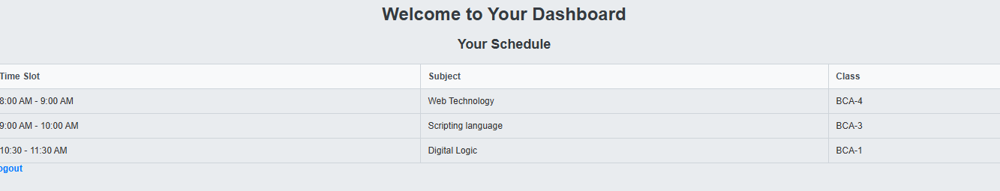 Welcome to Your Dashboard
Your Schedule
Time Slot Subject Class
8:00 AM - 9:00 AM Web Technology BCA-4
9:00 AM - 10:00 AM Scripting language BCA-3
10:30 - 11:30 AM Digital Logic BCA-1
ogout